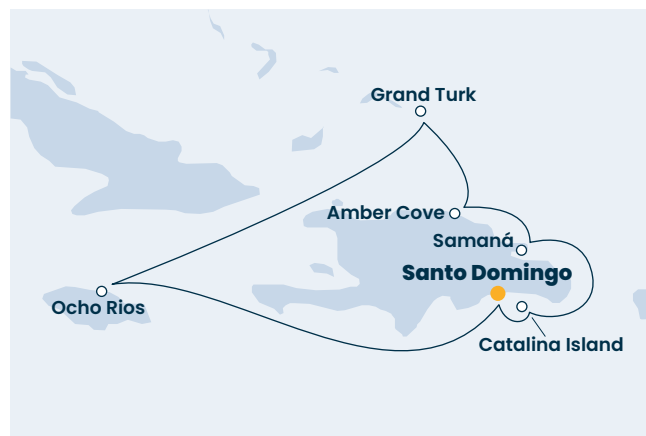 Grand Turk
Amber Cove
Samaná
Santo Domingo
Ocho Rios
Catalina Island